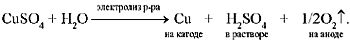 электролиз р-ра
CuSO₄ + H₂O ⟶ Cu + H₂SO₄ + 1/2O₂↑.
на катоде в растворе на аноде